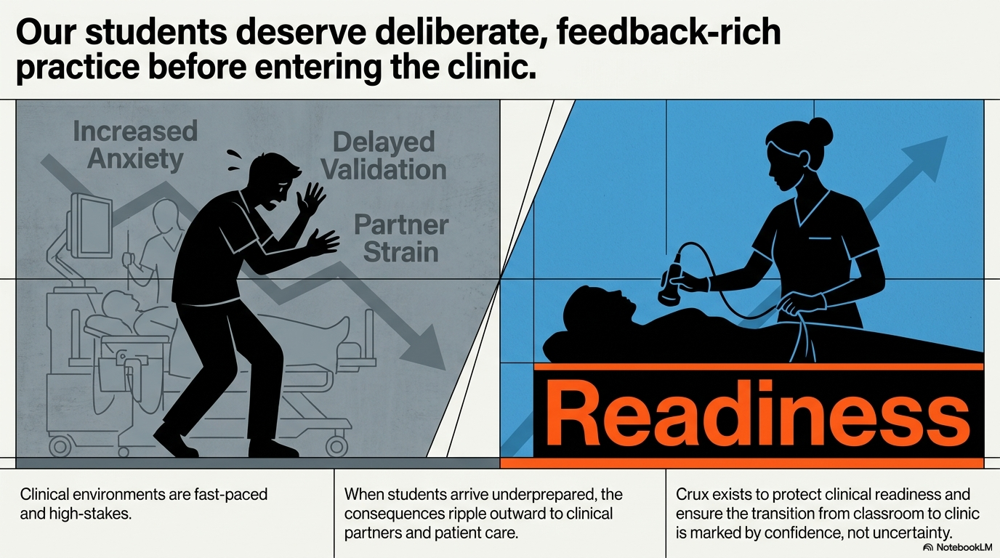 Our students deserve deliberate, feedback-rich
practice before entering the clinic.
Increased
Anxiety
Delayed
Validation
Partner
Strain
Readiness
Clinical environments are fast-paced
and high-stakes.
When students arrive underprepared, the
consequences ripple outward to clinical
partners and patient care.
Crux exists to protect clinical readiness and
ensure the transition from classroom to clinic
is marked by confidence, not uncertainty.
NotebookLM